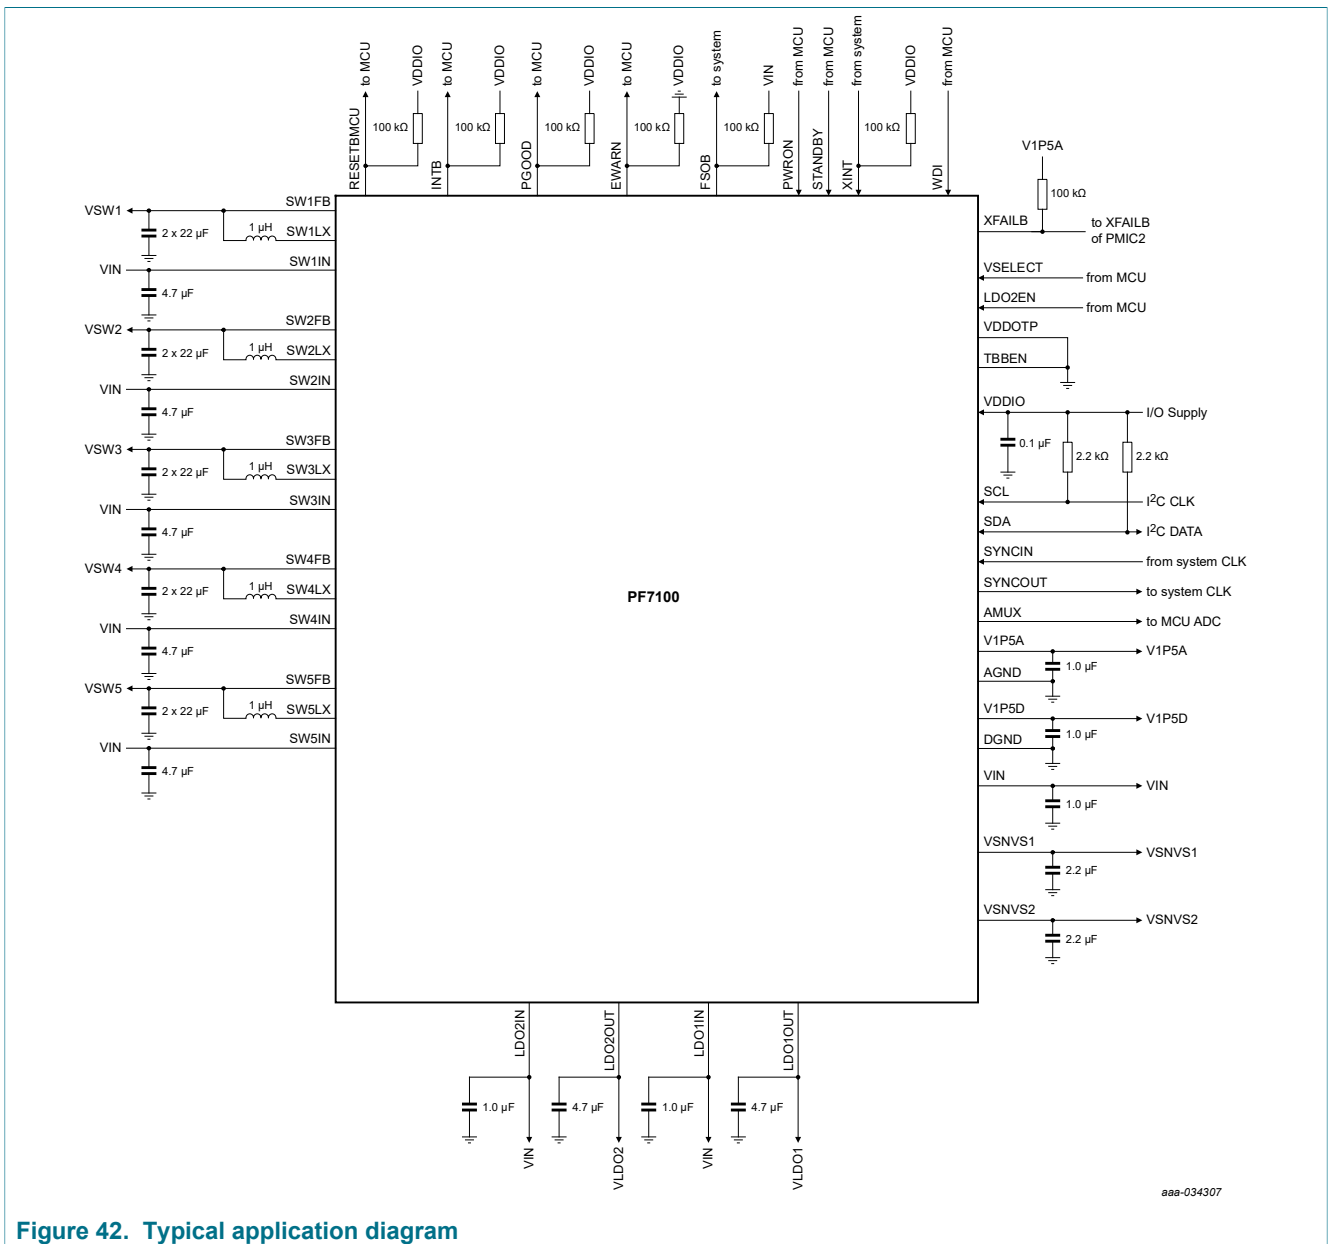 to MCU
VDDIO
to MCU
VDDIO
to MCU
VDDIO
to MCU
VDDIO
to system
VIN
from MCU
from MCU
from system
VDDIO
from MCU
100 kΩ
100 kΩ
100 kΩ
100 kΩ
100 kΩ
100 kΩ
RESETBMCU
INTB
PGOOD
EWARN
FSOB
PWRON
STANDBY
XINT
WDI
V1P5A
100 kΩ
XFAILB
to XFAILB
of PMIC2
VSELECT
from MCU
LDO2EN
from MCU
VDDOTP
TBBEN
VDDIO
I/O Supply
0.1 µF
2.2 kΩ
2.2 kΩ
SCL
I2C CLK
SDA
I2C DATA
SYNCIN
from system CLK
SYNCOUT
to system CLK
AMUX
to MCU ADC
V1P5A
V1P5A
1.0 µF
AGND
V1P5D
V1P5D
1.0 µF
DGND
VIN
VIN
1.0 µF
VSNVS1
VSNVS1
2.2 µF
VSNVS2
VSNVS2
2.2 µF
SW1FB
VSW1
2 x 22 µF
1 µH
SW1LX
SW1IN
VIN
4.7 µF
SW2FB
VSW2
2 x 22 µF
1 µH
SW2LX
SW2IN
VIN
4.7 µF
SW3FB
VSW3
2 x 22 µF
1 µH
SW3LX
SW3IN
VIN
4.7 µF
SW4FB
VSW4
2 x 22 µF
1 µH
SW4LX
SW4IN
VIN
4.7 µF
SW5FB
VSW5
2 x 22 µF
1 µH
SW5LX
SW5IN
VIN
4.7 µF
PF7100
LDO2IN
LDO2OUT
LDO1IN
LDO1OUT
1.0 µF
4.7 µF
1.0 µF
4.7 µF
VIN
VLDO2
VIN
VLDO1
aaa-034307
Figure 42. Typical application diagram